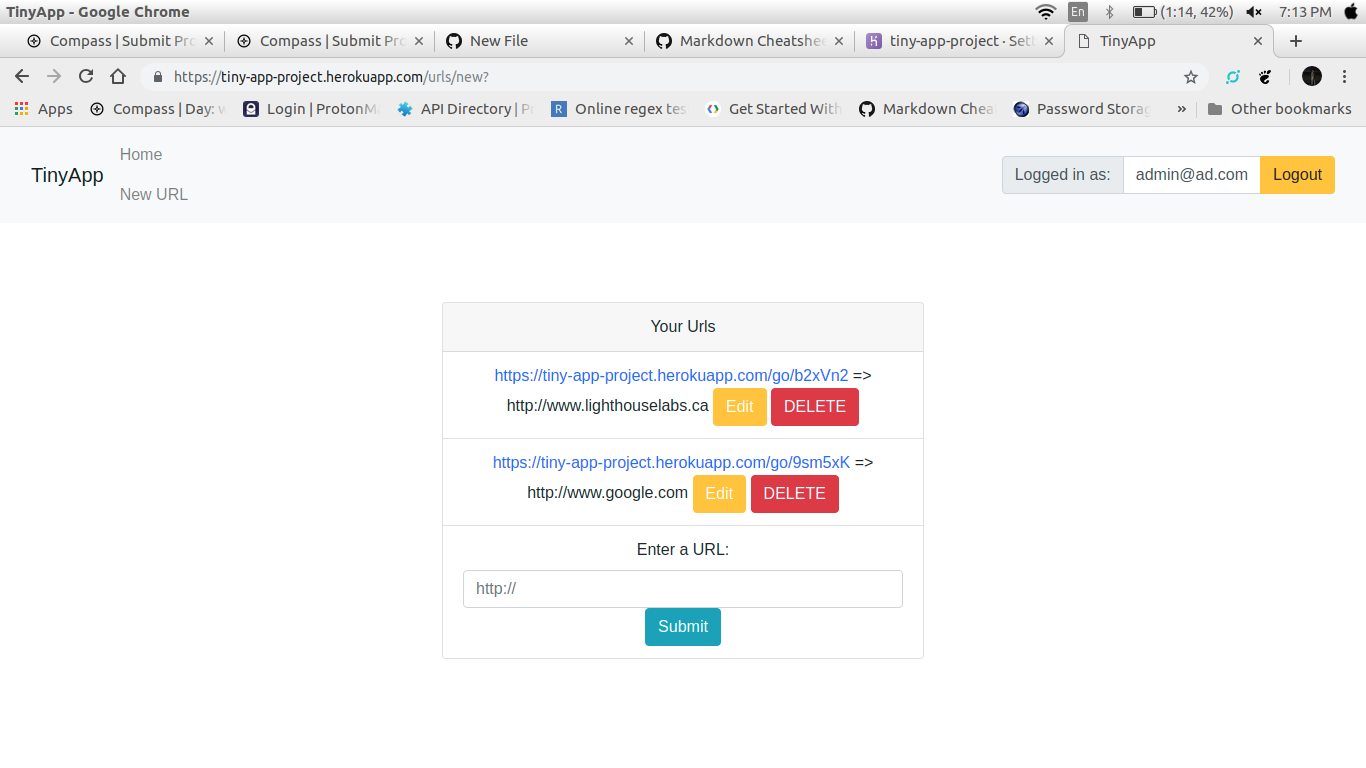 TinyApp - Google Chrome
En
(1:14, 42%)
7:13 PM
Compass | Submit Pro
Compass | Submit Pro
New File
Markdown Cheatshe
tiny-app-project · Set
TinyApp
https://tiny-app-project.herokuapp.com/urls/new?
Apps
Compass | Day: w
Login | ProtonMa
API Directory | P
Online regex tes
Get Started With
Markdown Chea
Password Storag
»
Other bookmarks
TinyApp
Home
New URL
Logged in as:
admin@ad.com
Logout
Your Urls
https://tiny-app-project.herokuapp.com/go/b2xVn2 =>
http://www.lighthouselabs.ca Edit DELETE
https://tiny-app-project.herokuapp.com/go/9sm5xK =>
http://www.google.com Edit DELETE
Enter a URL:
http://
Submit